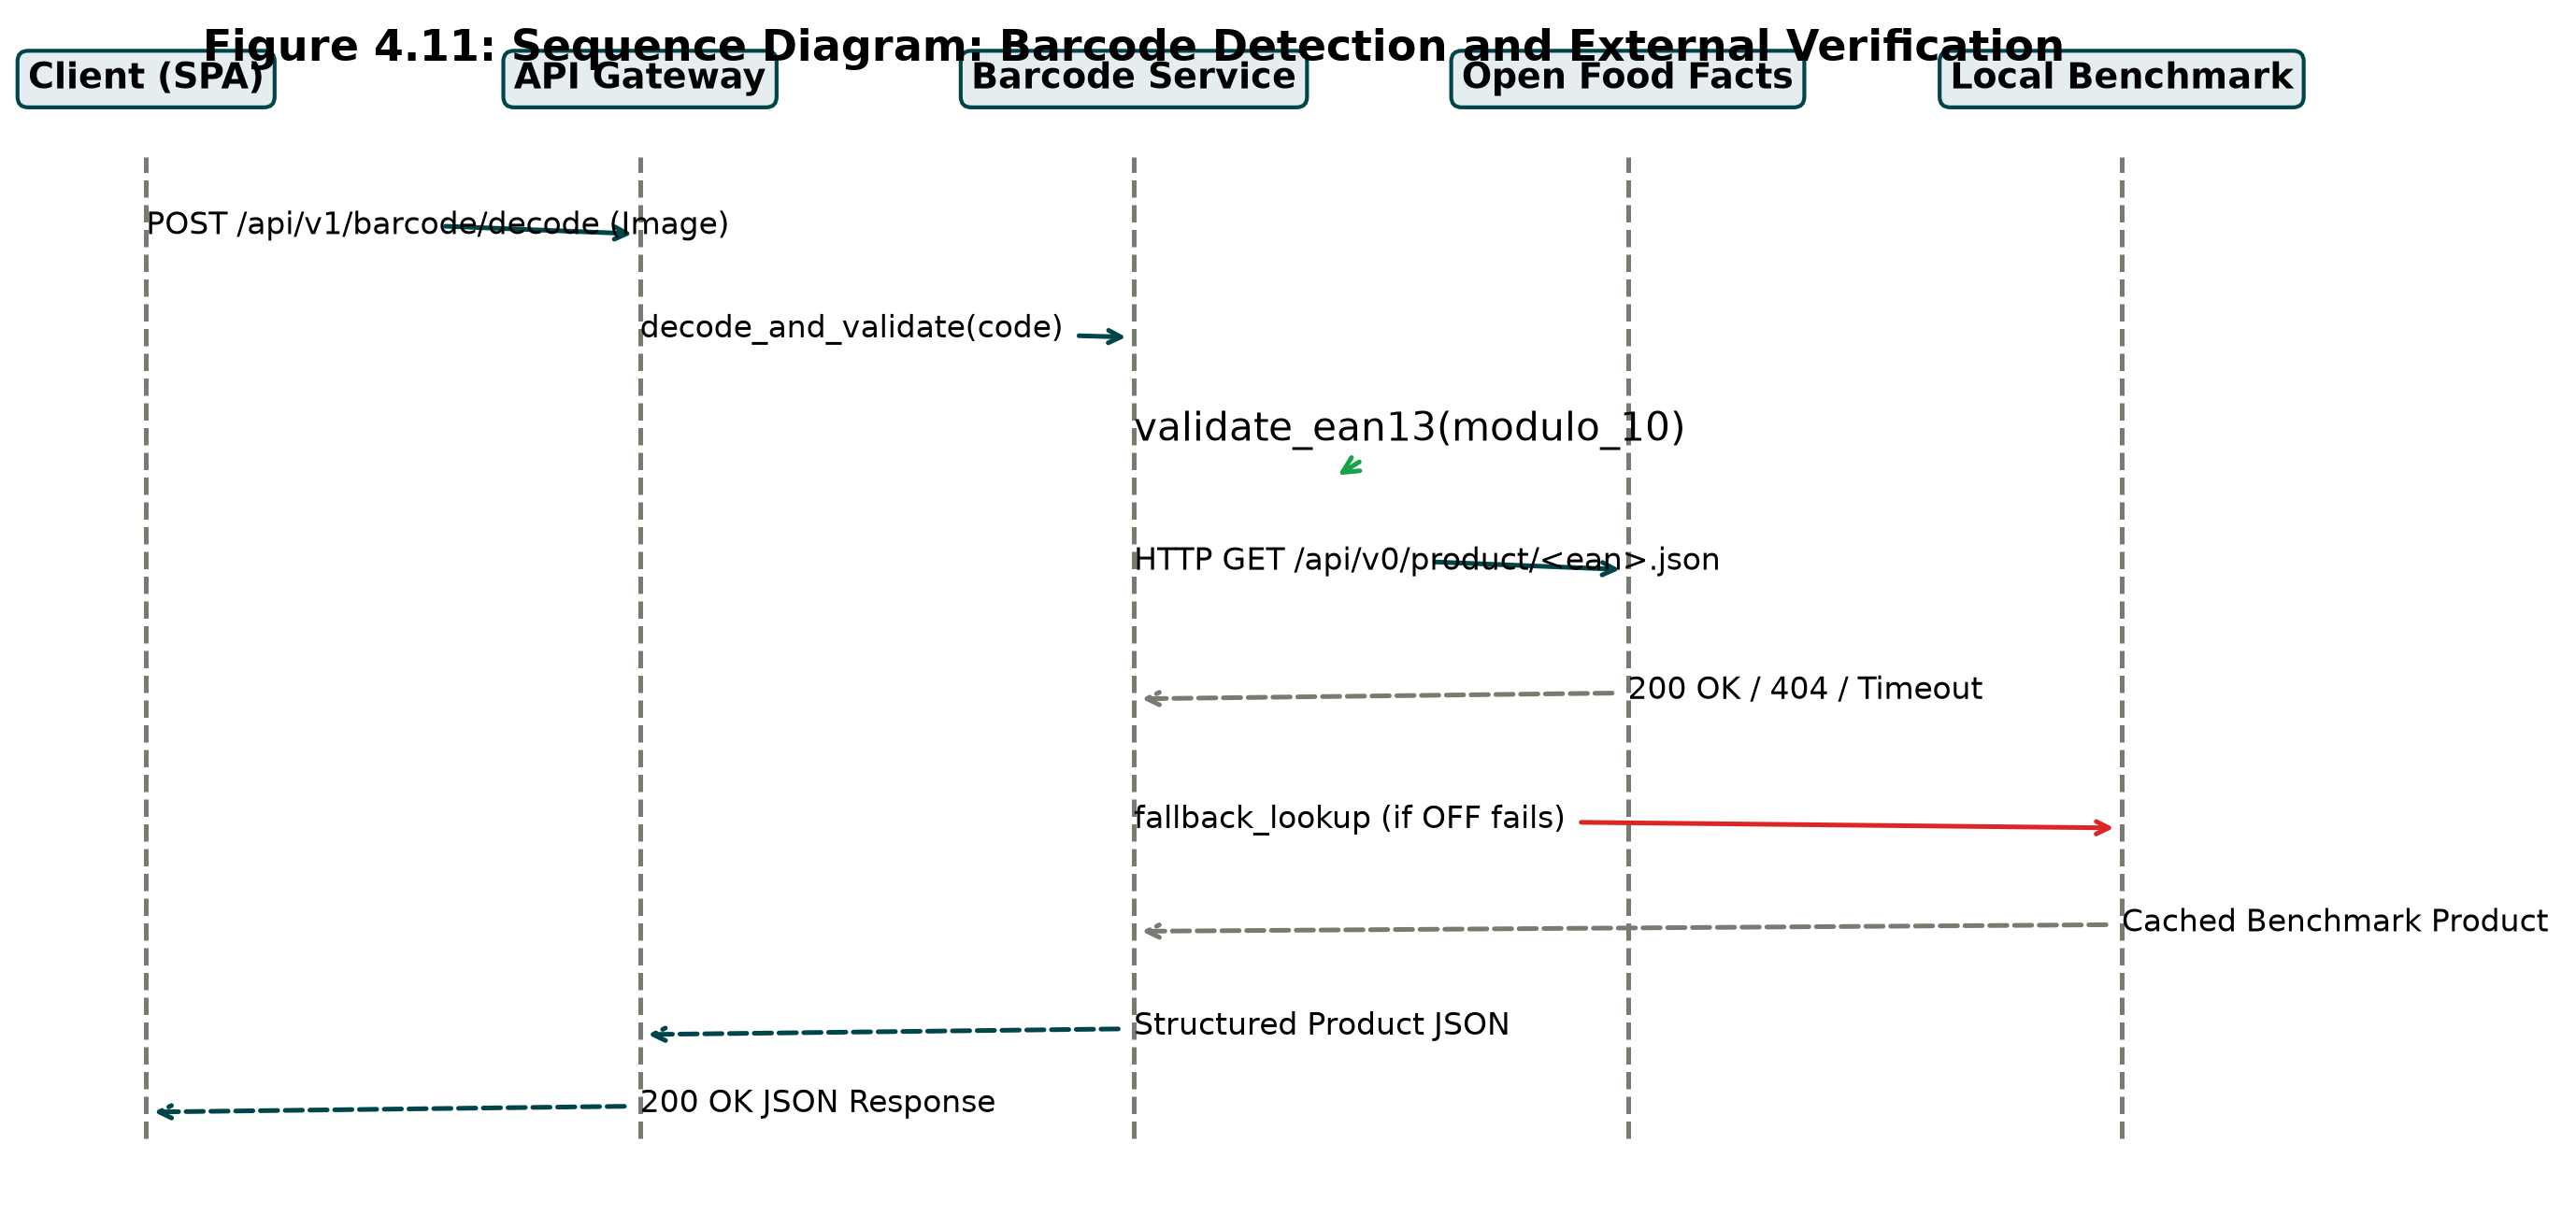 Figure 4.11: Sequence Diagram: Barcode Detection and External Verification
Client (SPA)
API Gateway
Barcode Service
Open Food Facts
Local Benchmark
POST /api/v1/barcode/decode (Image)
decode_and_validate(code)
validate_ean13(modulo_10)
HTTP GET /api/v0/product/<ean>.json
200 OK / 404 / Timeout
fallback_lookup (if OFF fails)
Cached Benchmark Product
Structured Product JSON
200 OK JSON Response